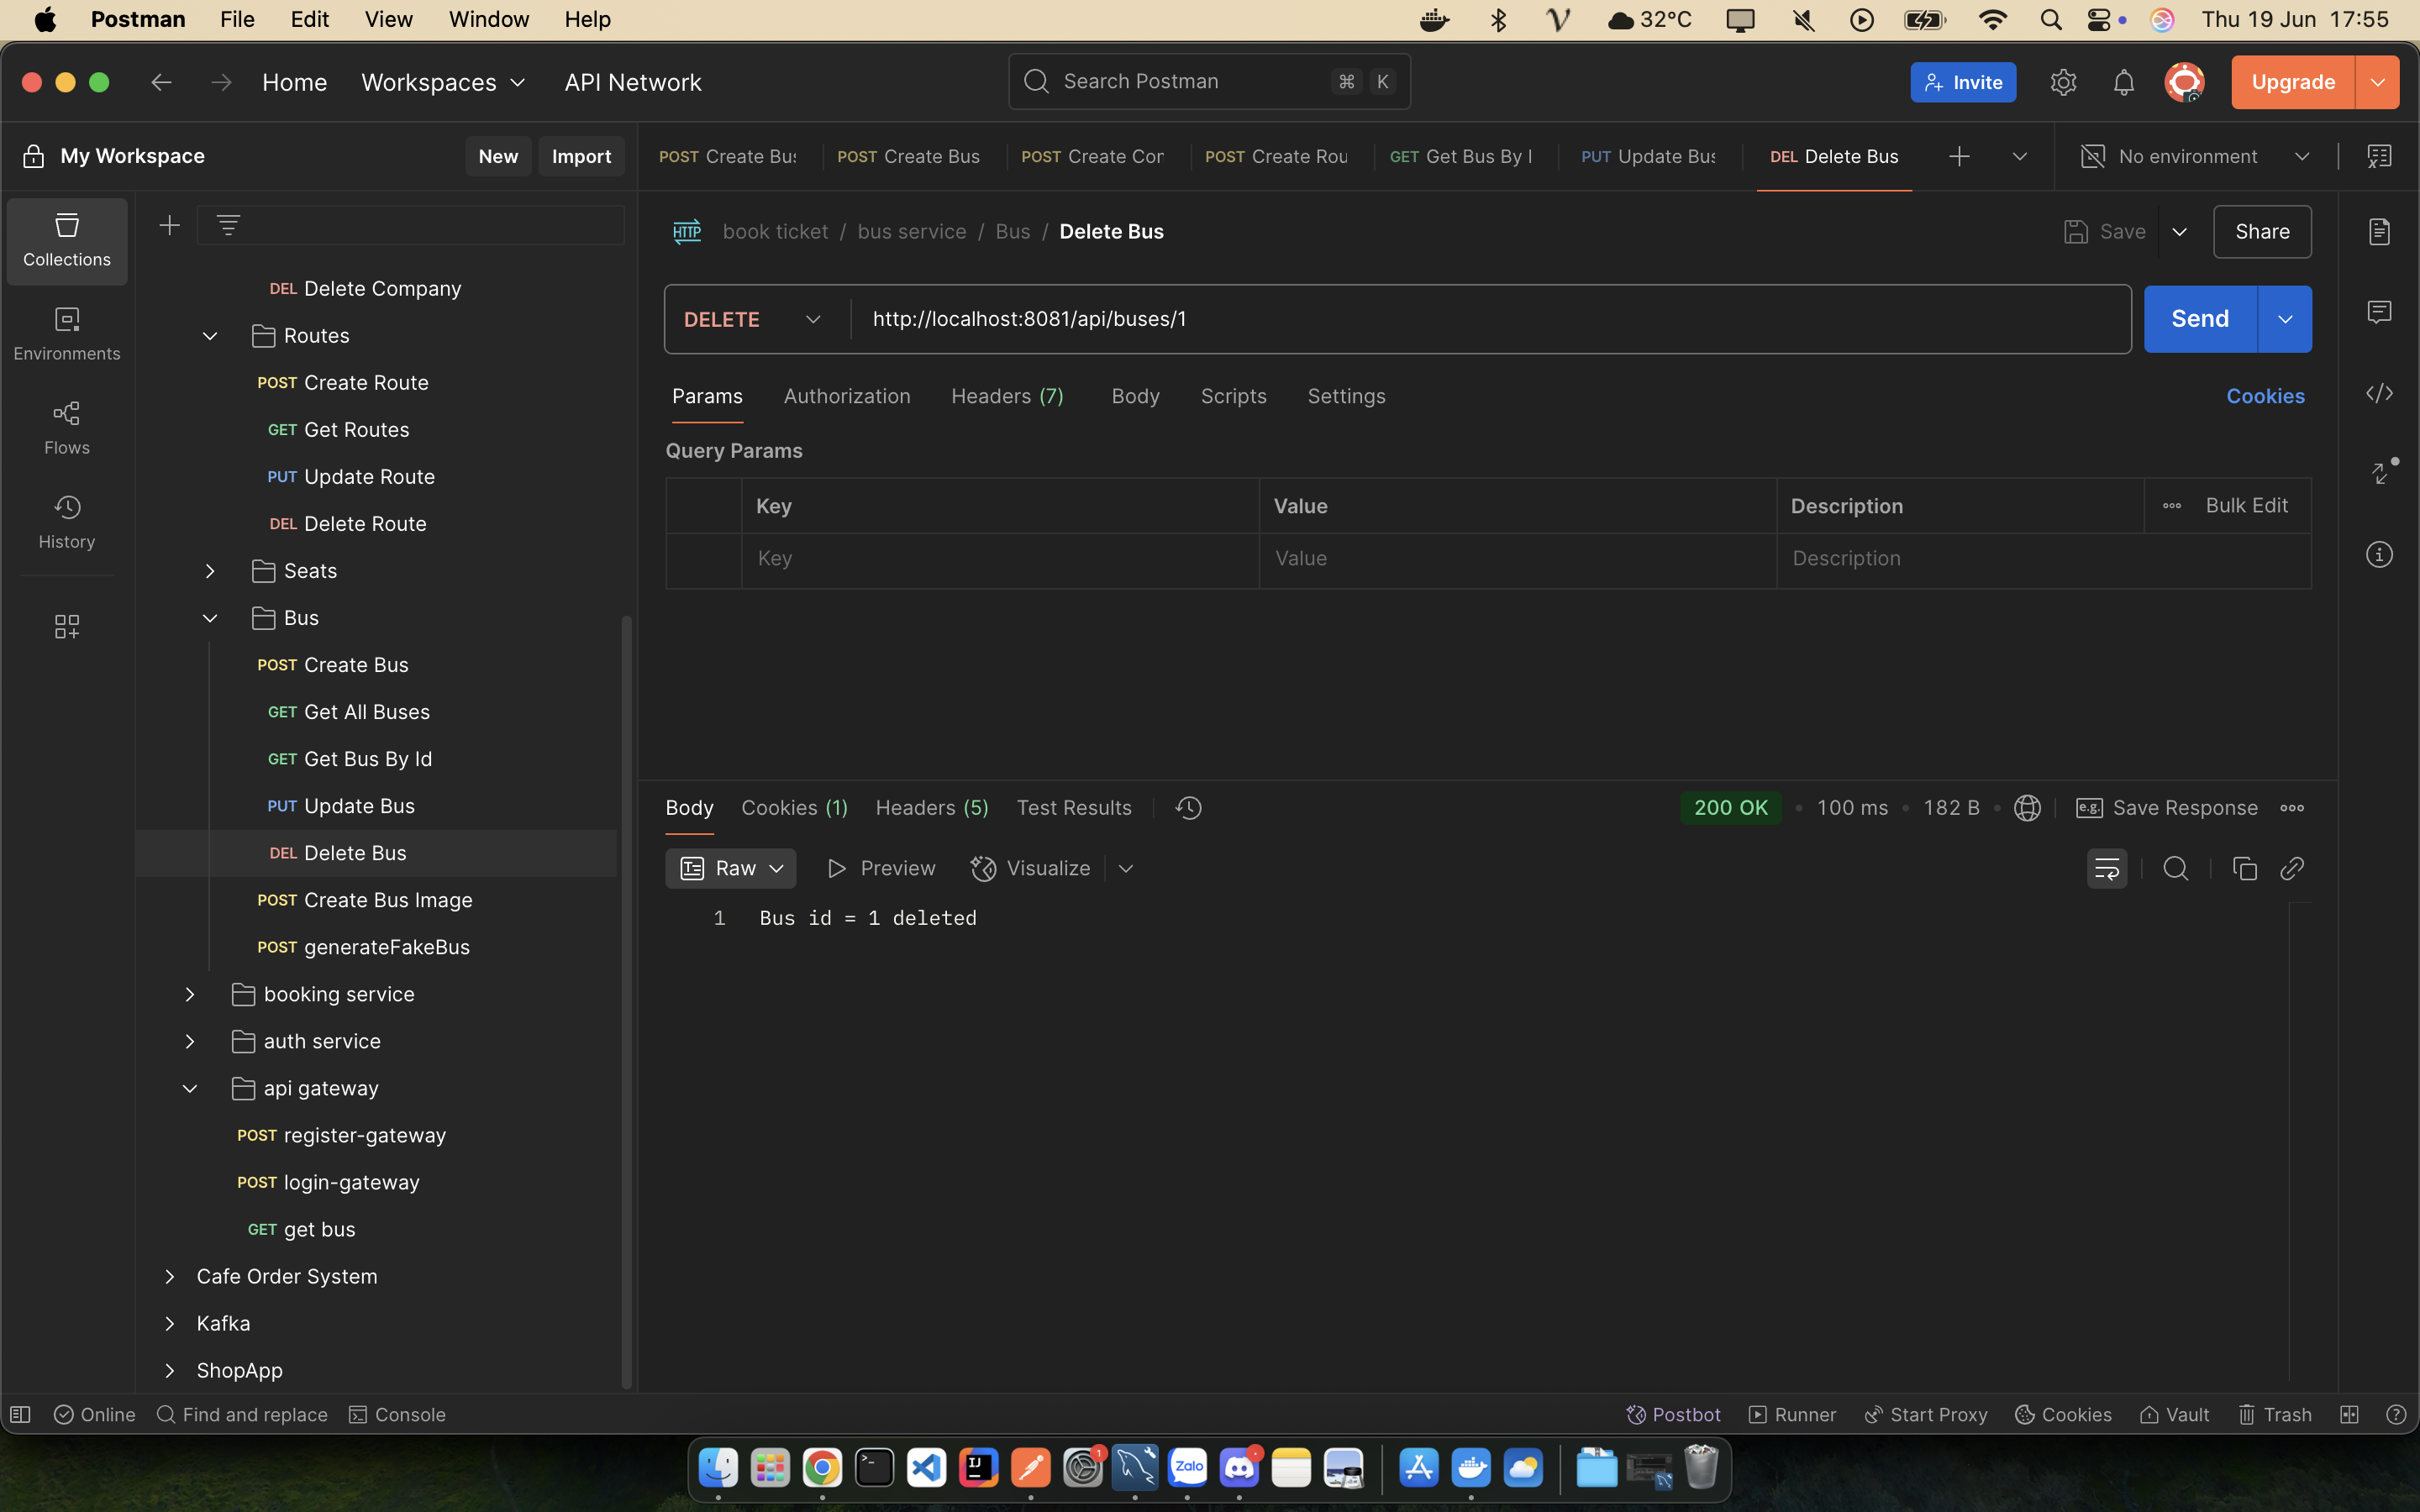 Postman File Edit View Window Help 32°C Thu 19 Jun 17:55
Home Workspaces API Network Search Postman ⌘ K Invite Upgrade
My Workspace New Import POST Create Bus POST Create Bus POST Create Cor POST Create Rou GET Get Bus By I PUT Update Bus DEL Delete Bus No environment
Collections
Environments
Flows
History
DEL Delete Company
Routes
POST Create Route
GET Get Routes
PUT Update Route
DEL Delete Route
Seats
Bus
POST Create Bus
GET Get All Buses
GET Get Bus By Id
PUT Update Bus
DEL Delete Bus
POST Create Bus Image
POST generateFakeBus
booking service
auth service
api gateway
POST register-gateway
POST login-gateway
GET get bus
Cafe Order System
Kafka
ShopApp
HTTP book ticket / bus service / Bus / Delete Bus Save Share
DELETE http://localhost:8081/api/buses/1 Send
Params Authorization Headers (7) Body Scripts Settings Cookies
Query Params
Key Value Description Bulk Edit
Key Value Description
Body Cookies (1) Headers (5) Test Results 200 OK • 100 ms • 182 B • e.g. Save Response
Raw Preview Visualize
1 Bus id = 1 deleted
Online Find and replace Console Postbot Runner Start Proxy Cookies Vault Trash
1 Zalo